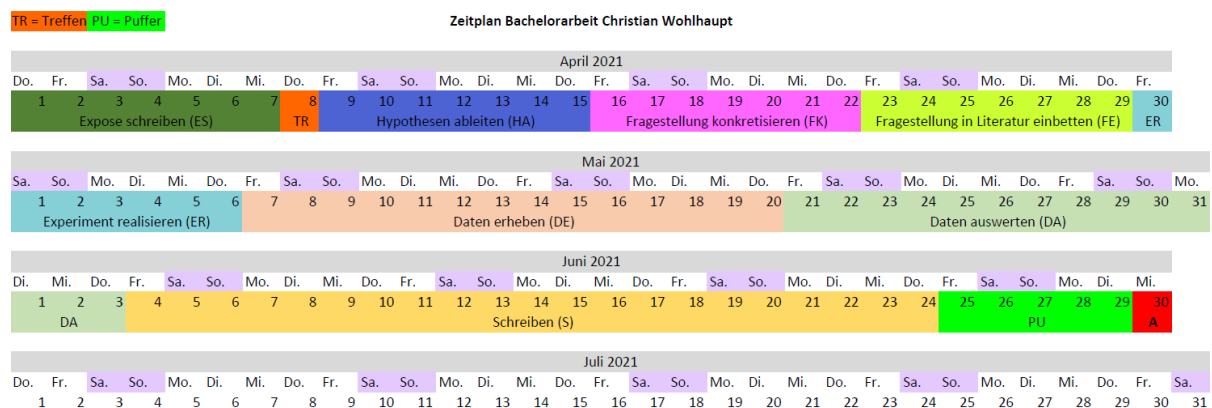 TR = Treffen PU = Puffer Zeitplan Bachelorarbeit Christian Wohlhaupt
April 2021
Do. Fr. Sa. So. Mo. Di. Mi. Do. Fr. Sa. So. Mo. Di. Mi. Do. Fr. Sa. So. Mo. Di. Mi. Do. Fr. Sa. So. Mo. Di. Mi. Do. Fr.
1 2 3 4 5 6 7 8 9 10 11 12 13 14 15 16 17 18 19 20 21 22 23 24 25 26 27 28 29 30
Expose schreiben (ES) TR Hypothesen ableiten (HA) Fragestellung konkretisieren (FK) Fragestellung in Literatur einbetten (FE) ER
Mai 2021
Sa. So. Mo. Di. Mi. Do. Fr. Sa. So. Mo. Di. Mi. Do. Fr. Sa. So. Mo. Di. Mi. Do. Fr. Sa. So. Mo. Di. Mi. Do. Fr. Sa. So. Mo.
1 2 3 4 5 6 7 8 9 10 11 12 13 14 15 16 17 18 19 20 21 22 23 24 25 26 27 28 29 30 31
Experiment realisieren (ER) Daten erheben (DE) Daten auswerten (DA)
Juni 2021
Di. Mi. Do. Fr. Sa. So. Mo. Di. Mi. Do. Fr. Sa. So. Mo. Di. Mi. Do. Fr. Sa. So. Mo. Di. Mi. Do. Fr. Sa. So. Mo. Di. Mi.
1 2 3 4 5 6 7 8 9 10 11 12 13 14 15 16 17 18 19 20 21 22 23 24 25 26 27 28 29 30
DA Schreiben (S) PU A
Juli 2021
Do. Fr. Sa. So. Mo. Di. Mi. Do. Fr. Sa. So. Mo. Di. Mi. Do. Fr. Sa. So. Mo. Di. Mi. Do. Fr. Sa. So. Mo. Di. Mi. Do. Fr. Sa.
1 2 3 4 5 6 7 8 9 10 11 12 13 14 15 16 17 18 19 20 21 22 23 24 25 26 27 28 29 30 31